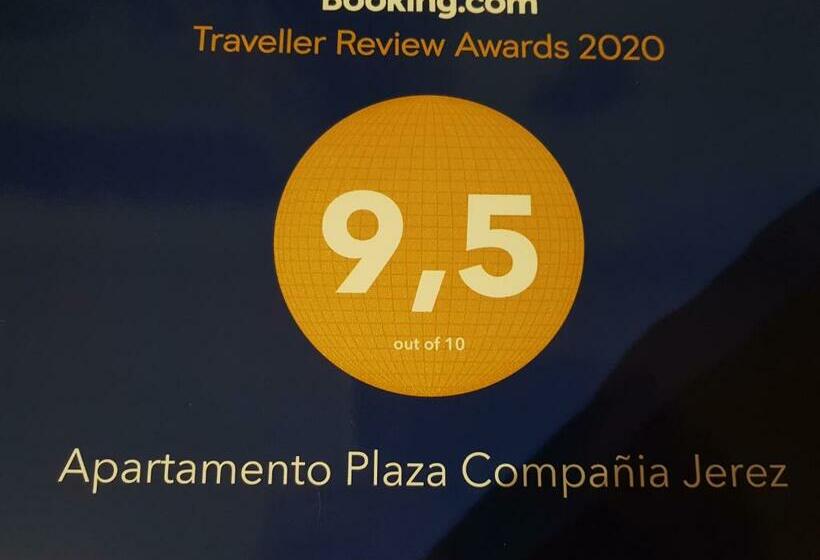 Booking.com
Traveller Review Awards 2020
9,5
out of 10
Apartamento Plaza Compañia Jerez